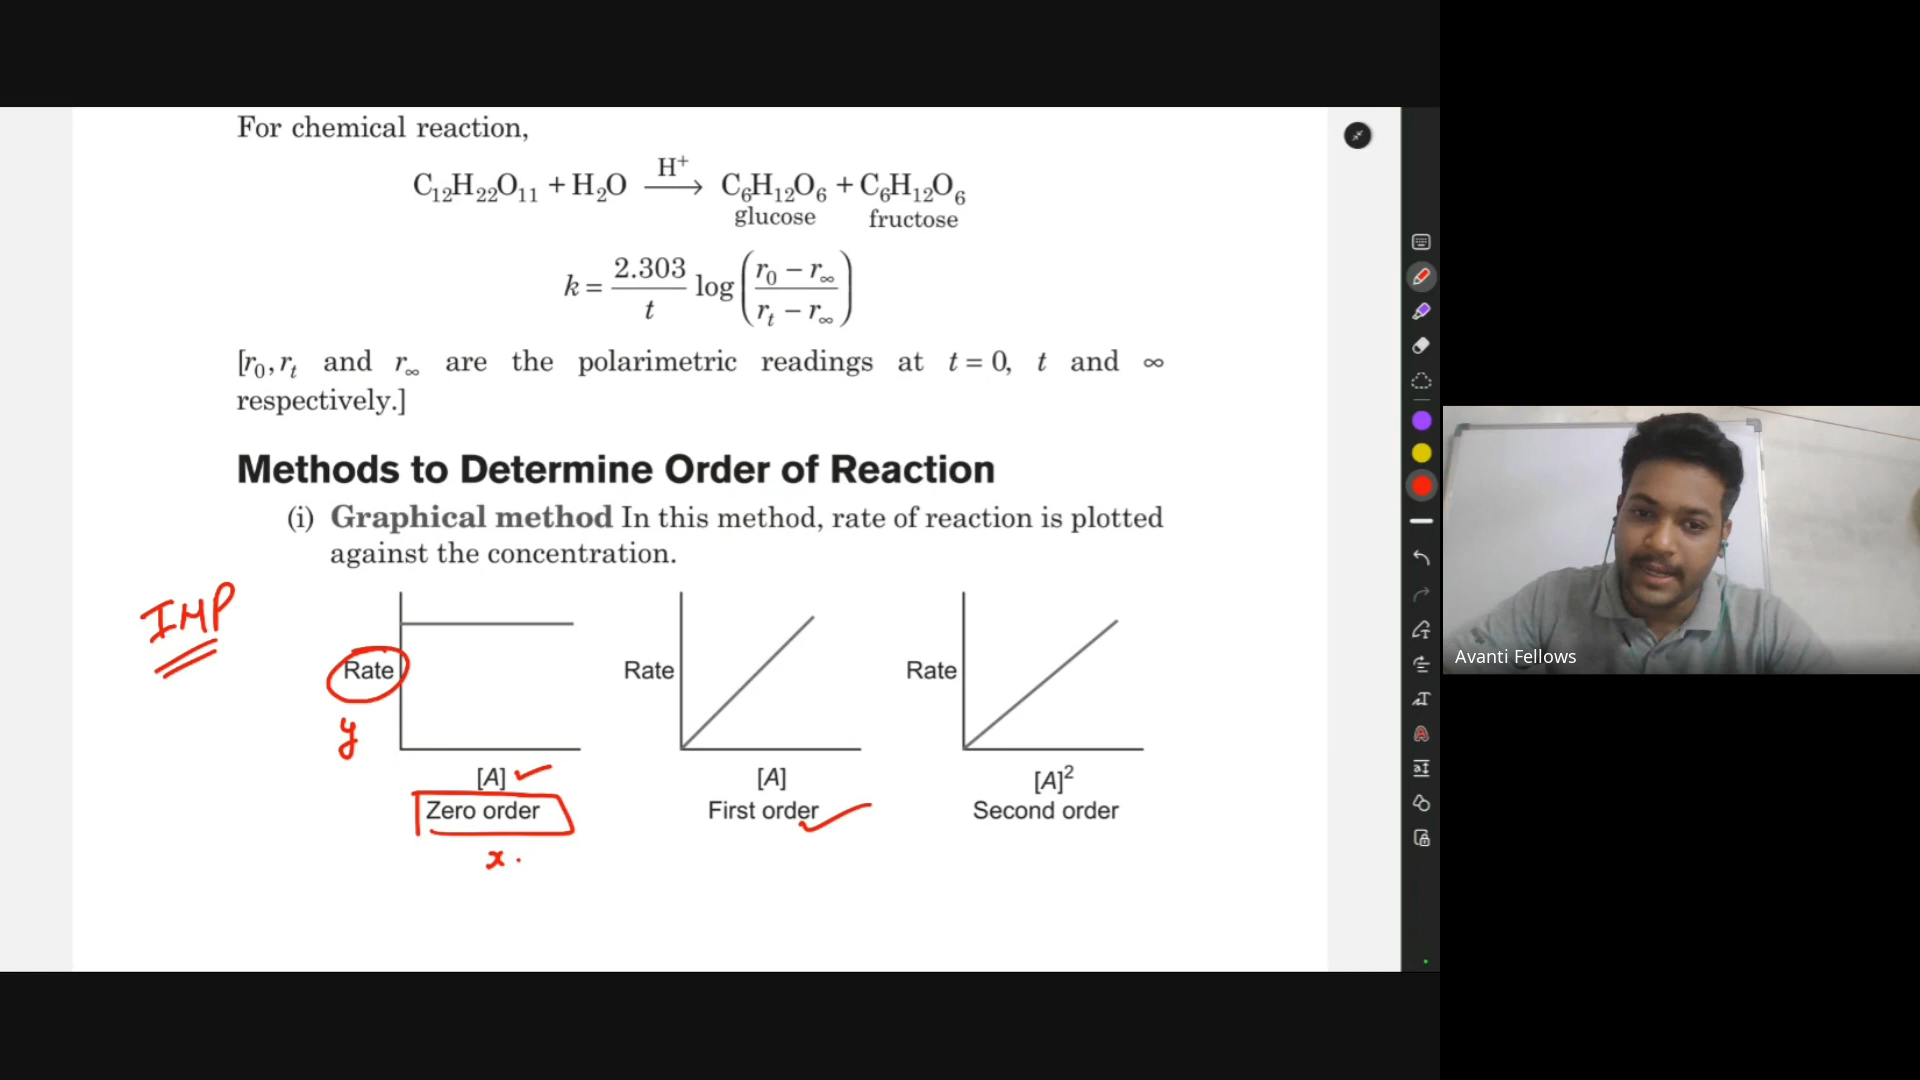 For chemical reaction,
C₁₂H₂₂O₁₁ + H₂O —H⁺→ C₆H₁₂O₆ + C₆H₁₂O₆
glucose fructose
k = 2.303/t log ((r₀ − r∞)/(rₜ − r∞))
[r₀, rₜ and r∞ are the polarimetric readings at t = 0, t and ∞
respectively.]
Methods to Determine Order of Reaction
(i) Graphical method In this method, rate of reaction is plotted
against the concentration.
IMP
Rate Rate Rate
y
[A] [A] [A]²
Zero order First order Second order
x
Avanti Fellows